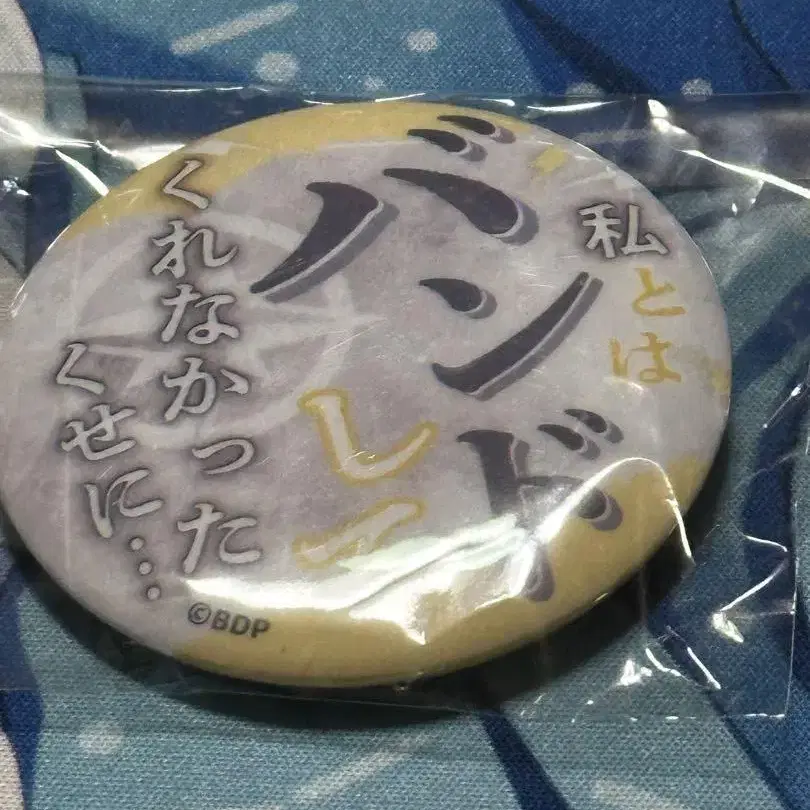 私とは
バンド
して
くれなかった
くせに…
©BDP